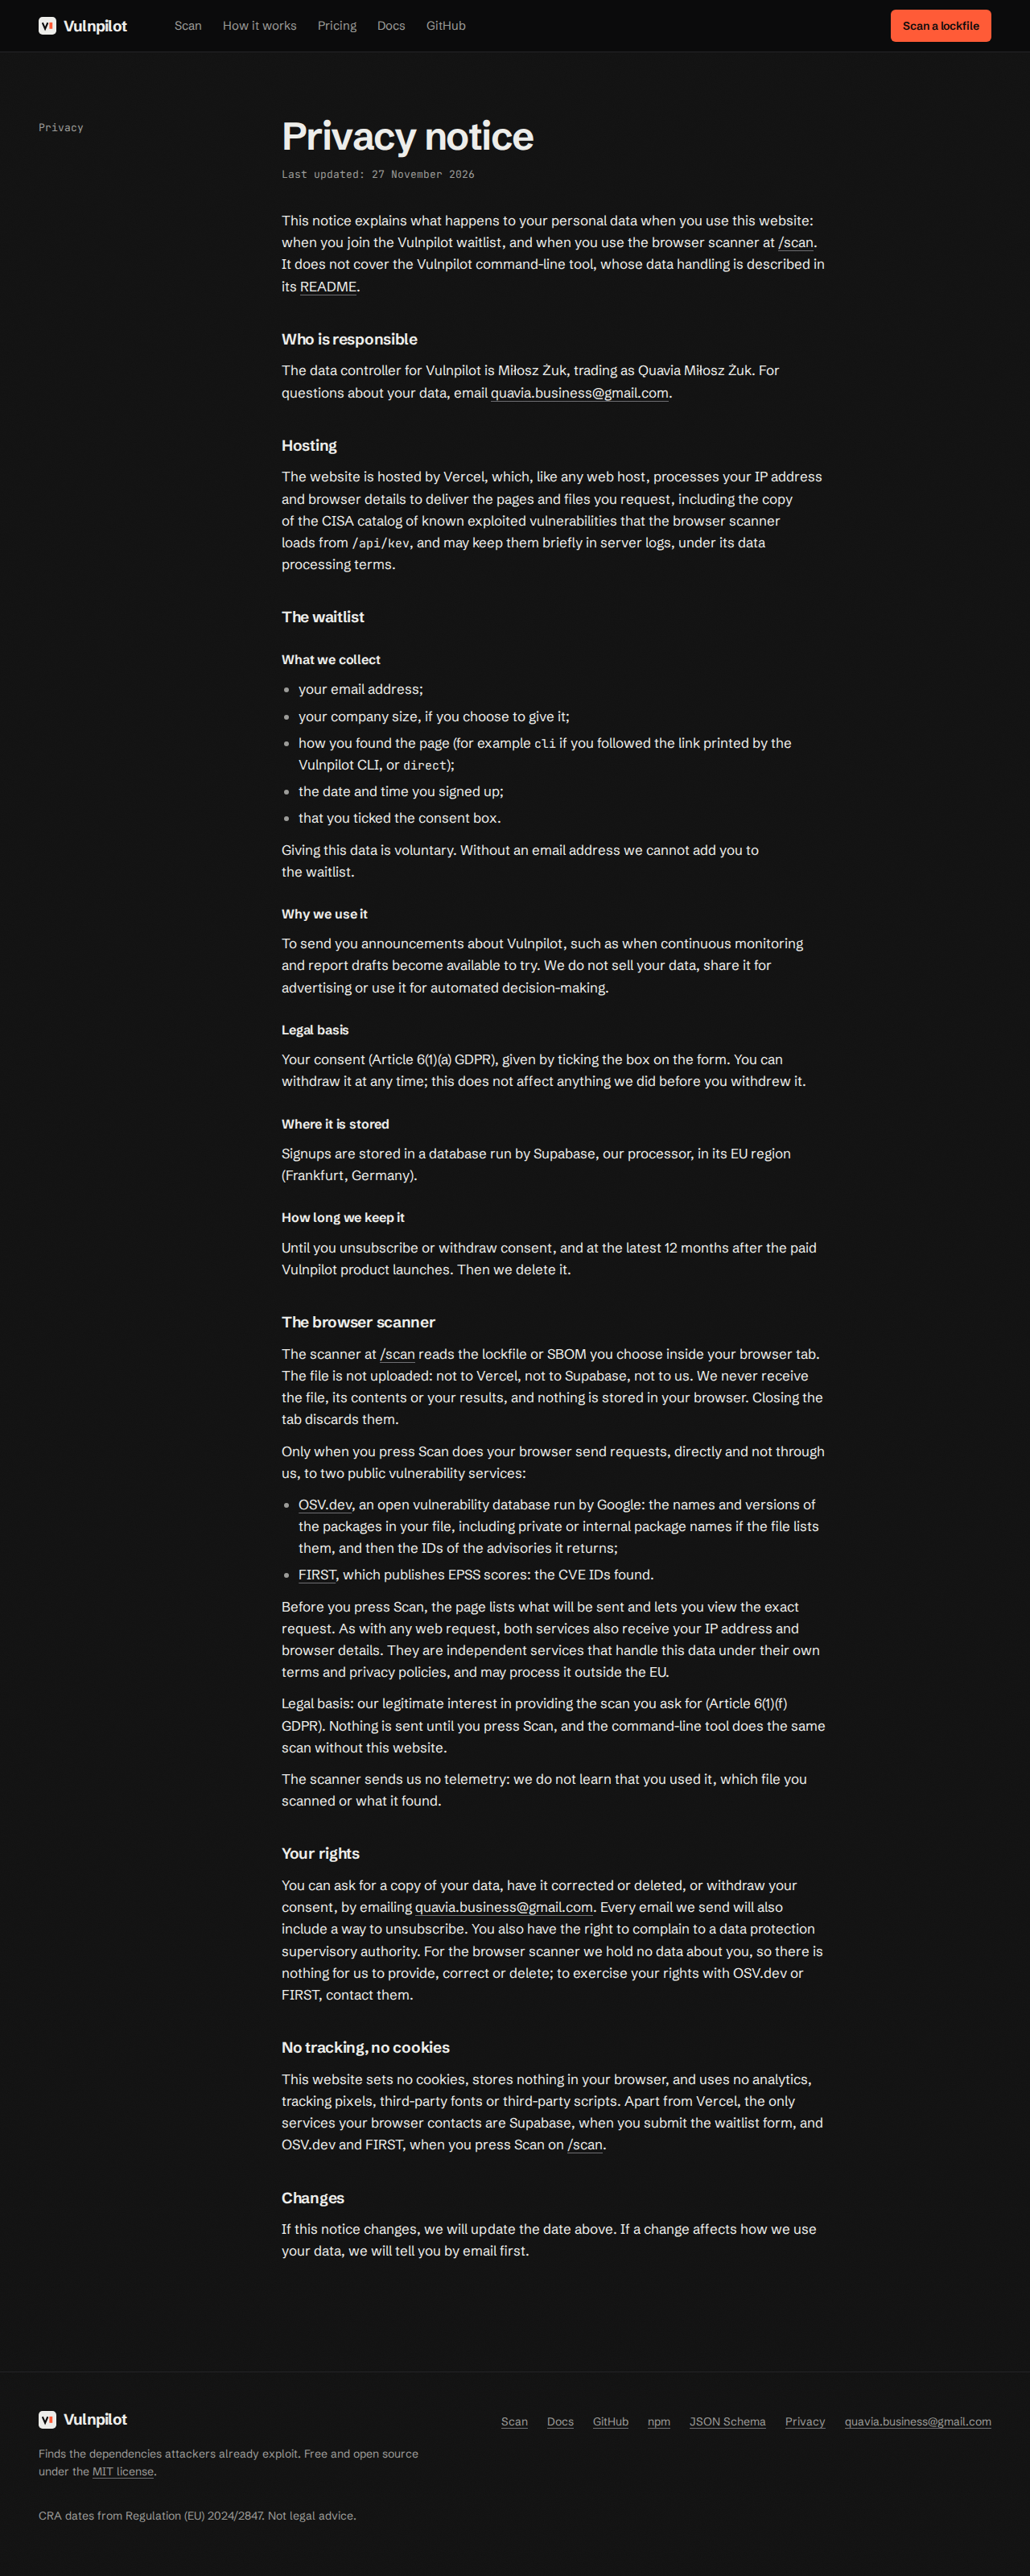 Vulnpilot
Scan
How it works
Pricing
Docs
GitHub
Scan a lockfile
Privacy
Privacy notice
Last updated: 27 November 2026
This notice explains what happens to your personal data when you use this website:
when you join the Vulnpilot waitlist, and when you use the browser scanner at /scan.
It does not cover the Vulnpilot command-line tool, whose data handling is described in
its README.
Who is responsible
The data controller for Vulnpilot is Miłosz Żuk, trading as Quavia Miłosz Żuk. For
questions about your data, email quavia.business@gmail.com.
Hosting
The website is hosted by Vercel, which, like any web host, processes your IP address
and browser details to deliver the pages and files you request, including the copy
of the CISA catalog of known exploited vulnerabilities that the browser scanner
loads from /api/kev, and may keep them briefly in server logs, under its data
processing terms.
The waitlist
What we collect
your email address;
your company size, if you choose to give it;
how you found the page (for example cli if you followed the link printed by the
Vulnpilot CLI, or direct);
the date and time you signed up;
that you ticked the consent box.
Giving this data is voluntary. Without an email address we cannot add you to
the waitlist.
Why we use it
To send you announcements about Vulnpilot, such as when continuous monitoring
and report drafts become available to try. We do not sell your data, share it for
advertising or use it for automated decision-making.
Legal basis
Your consent (Article 6(1)(a) GDPR), given by ticking the box on the form. You can
withdraw it at any time; this does not affect anything we did before you withdrew it.
Where it is stored
Signups are stored in a database run by Supabase, our processor, in its EU region
(Frankfurt, Germany).
How long we keep it
Until you unsubscribe or withdraw consent, and at the latest 12 months after the paid
Vulnpilot product launches. Then we delete it.
The browser scanner
The scanner at /scan reads the lockfile or SBOM you choose inside your browser tab.
The file is not uploaded: not to Vercel, not to Supabase, not to us. We never receive
the file, its contents or your results, and nothing is stored in your browser. Closing the
tab discards them.
Only when you press Scan does your browser send requests, directly and not through
us, to two public vulnerability services:
OSV.dev, an open vulnerability database run by Google: the names and versions of
the packages in your file, including private or internal package names if the file lists
them, and then the IDs of the advisories it returns;
FIRST, which publishes EPSS scores: the CVE IDs found.
Before you press Scan, the page lists what will be sent and lets you view the exact
request. As with any web request, both services also receive your IP address and
browser details. They are independent services that handle this data under their own
terms and privacy policies, and may process it outside the EU.
Legal basis: our legitimate interest in providing the scan you ask for (Article 6(1)(f)
GDPR). Nothing is sent until you press Scan, and the command-line tool does the same
scan without this website.
The scanner sends us no telemetry: we do not learn that you used it, which file you
scanned or what it found.
Your rights
You can ask for a copy of your data, have it corrected or deleted, or withdraw your
consent, by emailing quavia.business@gmail.com. Every email we send will also
include a way to unsubscribe. You also have the right to complain to a data protection
supervisory authority. For the browser scanner we hold no data about you, so there is
nothing for us to provide, correct or delete; to exercise your rights with OSV.dev or
FIRST, contact them.
No tracking, no cookies
This website sets no cookies, stores nothing in your browser, and uses no analytics,
tracking pixels, third-party fonts or third-party scripts. Apart from Vercel, the only
services your browser contacts are Supabase, when you submit the waitlist form, and
OSV.dev and FIRST, when you press Scan on /scan.
Changes
If this notice changes, we will update the date above. If a change affects how we use
your data, we will tell you by email first.
Vulnpilot
Scan
Docs
GitHub
npm
JSON Schema
Privacy
quavia.business@gmail.com
Finds the dependencies attackers already exploit. Free and open source
under the MIT license.
CRA dates from Regulation (EU) 2024/2847. Not legal advice.